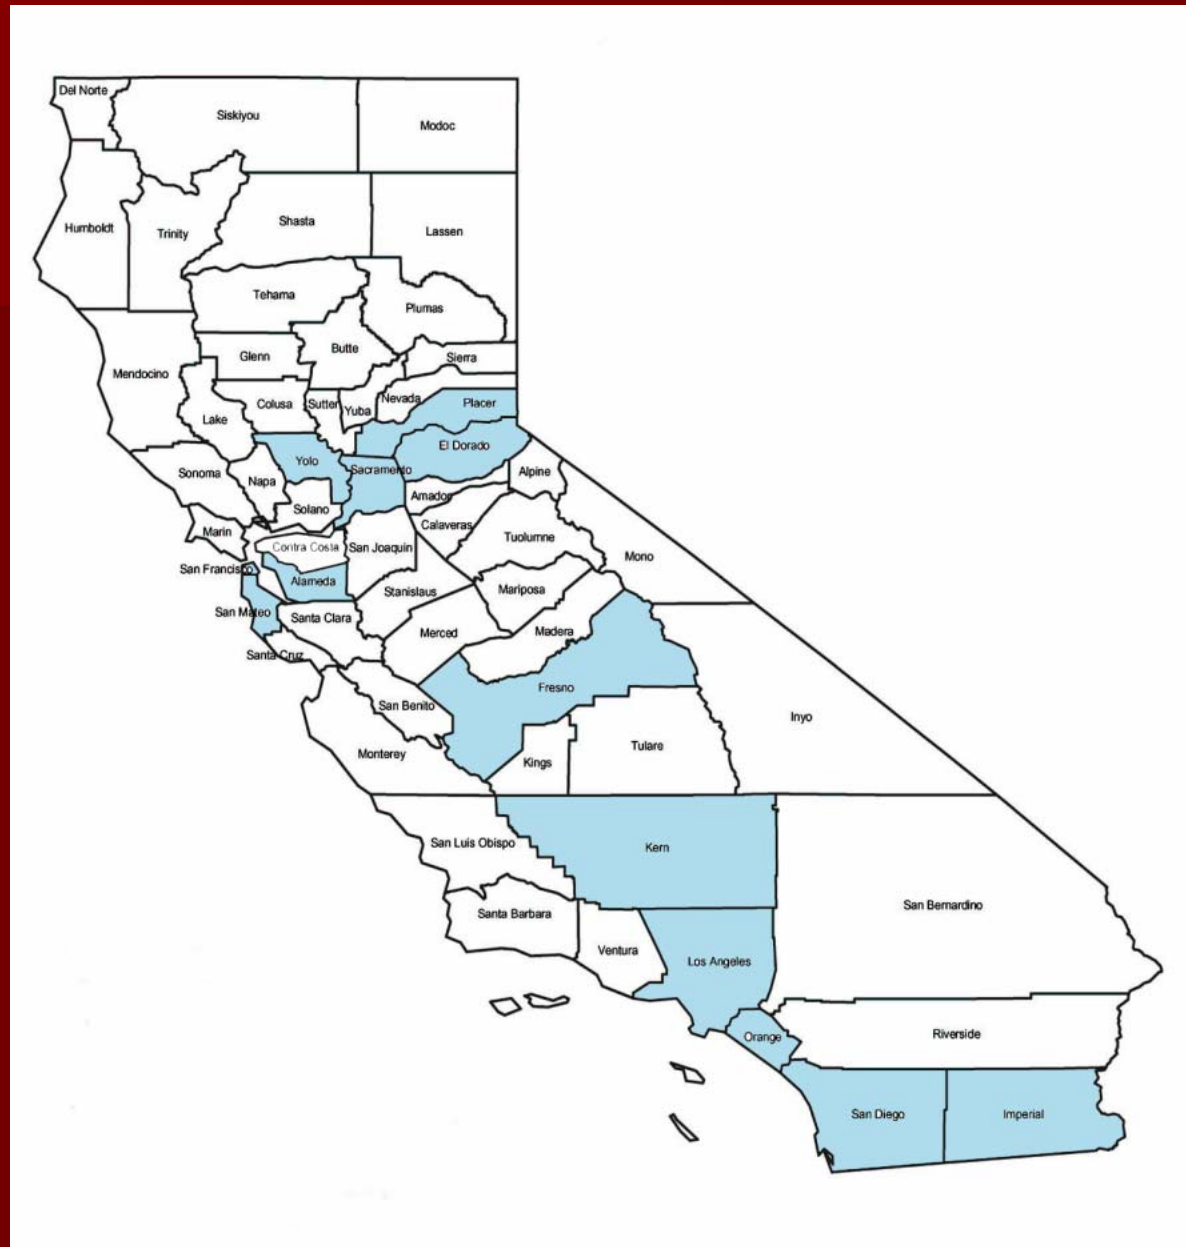 Del Norte
Siskiyou
Modoc
Humboldt
Trinity
Shasta
Lassen
Tehama
Plumas
Mendocino
Glenn
Butte
Sierra
Lake
Colusa
Sutter
Yuba
Nevada
Placer
Sonoma
Napa
Yolo
Sacramento
El Dorado
Alpine
Solano
Amador
Marin
Calaveras
Tuolumne
Mono
Contra Costa
San Joaquin
San Francisco
Alameda
Stanislaus
Mariposa
San Mateo
Santa Clara
Merced
Madera
Santa Cruz
San Benito
Fresno
Inyo
Monterey
Kings
Tulare
San Luis Obispo
Kern
San Bernardino
Santa Barbara
Ventura
Los Angeles
Orange
Riverside
San Diego
Imperial